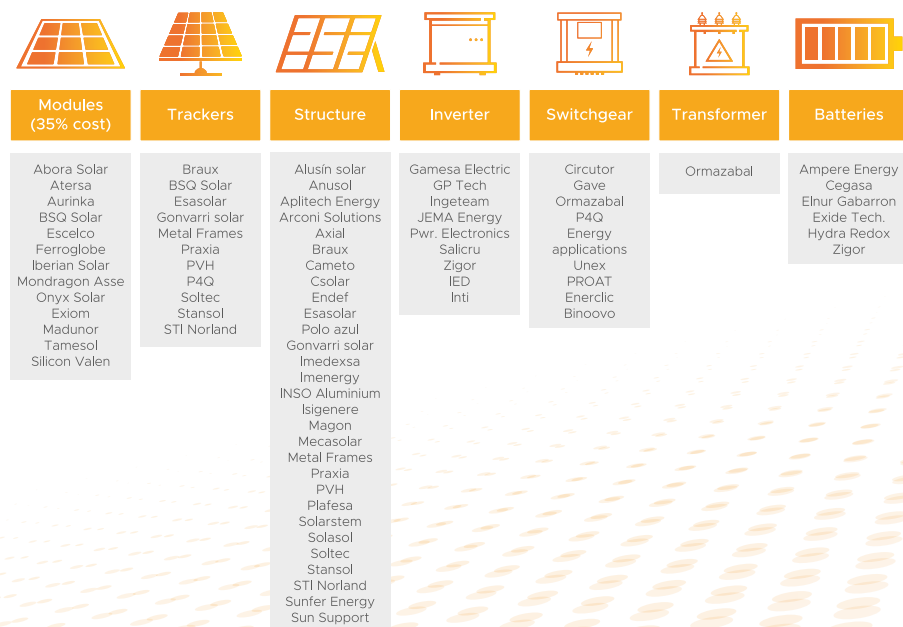 Modules
(35% cost)
Abora Solar
Atersa
Aurinka
BSQ Solar
Escelco
Ferroglobe
Iberian Solar
Mondragon Asse
Onyx Solar
Exiom
Madunor
Tamesol
Silicon Valen
Trackers
Braux
BSQ Solar
Esasolar
Gonvarri solar
Metal Frames
Praxia
PVH
P4Q
Soltec
Stansol
STI Norland
Structure
Alusín solar
Anusol
Aplitech Energy
Arconi Solutions
Axial
Braux
Cameto
Csolar
Endef
Esasolar
Polo azul
Gonvarri solar
Imedexsa
Imenergy
INSO Aluminium
Isigenere
Magon
Mecasolar
Metal Frames
Praxia
PVH
Plafesa
Solarstem
Solasol
Soltec
Stansol
STI Norland
Sunfer Energy
Sun Support
Inverter
Gamesa Electric
GP Tech
Ingeteam
JEMA Energy
Pwr. Electronics
Salicru
Zigor
IED
Inti
Switchgear
Circutor
Gave
Ormazabal
P4Q
Energy
applications
Unex
PROAT
Enerclic
Binoovo
Transformer
Ormazabal
Batteries
Ampere Energy
Cegasa
Elnur Gabarron
Exide Tech.
Hydra Redox
Zigor